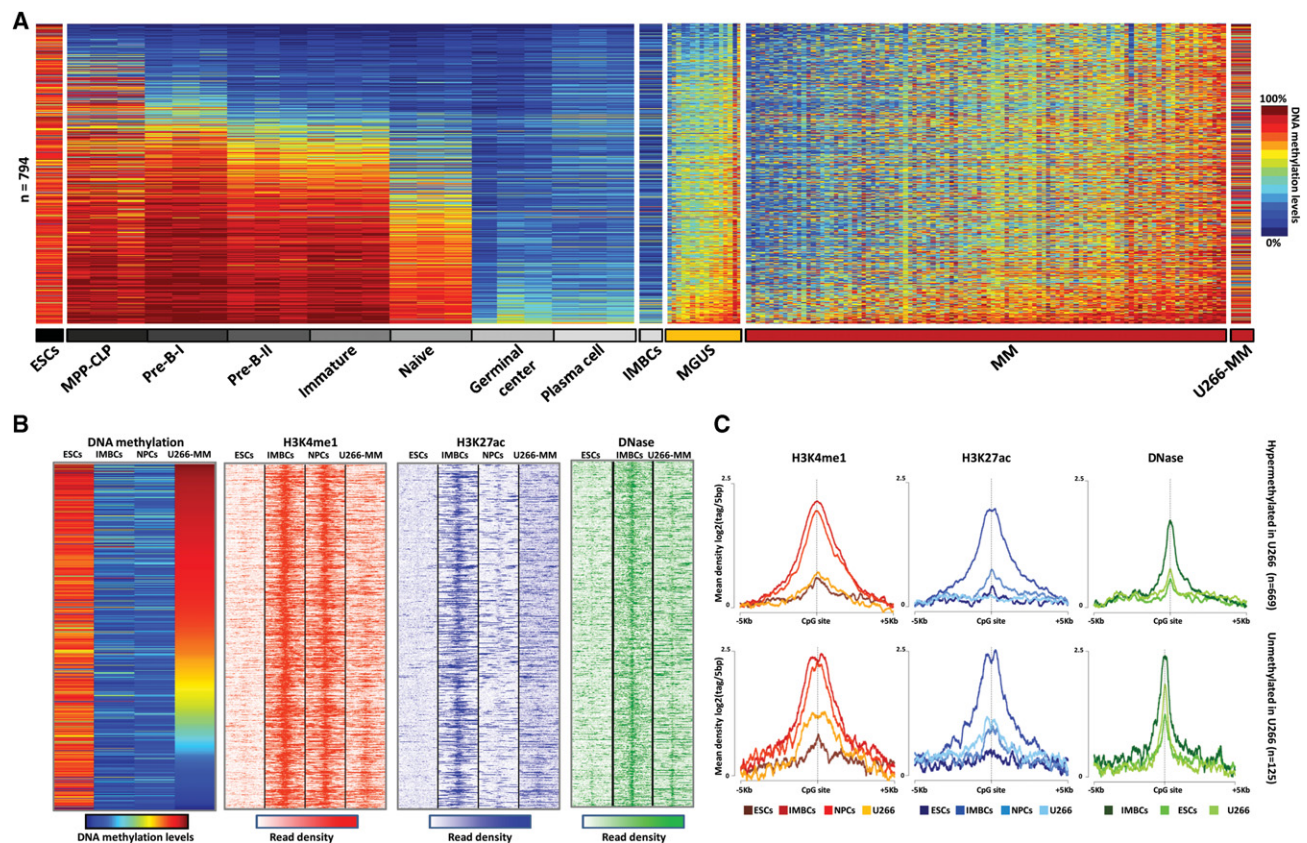 A
n = 794
100%
DNA methylation levels
0%
ESCs
MPP-CLP
Pre-B-I
Pre-B-II
Immature
Naive
Germinal
center
Plasma cell
IMBCs
MGUS
MM
U266-MM
B
DNA methylation
ESCs IMBCs NPCs U266-MM
H3K4me1
ESCs IMBCs NPCs U266-MM
H3K27ac
ESCs IMBCs NPCs U266-MM
DNase
ESCs IMBCs U266-MM
DNA methylation levels
Read density
Read density
Read density
C
H3K4me1
H3K27ac
DNase
Mean density log2(tag/5bp)
2.5
0
-5Kb CpG site +5Kb
2.5
0
-5Kb CpG site +5Kb
2.5
0
-5Kb CpG site +5Kb
Hypermethylated in U266 (n=669)
Mean density log2(tag/5bp)
2.5
0
-5Kb CpG site +5Kb
2.5
0
-5Kb CpG site +5Kb
2.5
0
-5Kb CpG site +5Kb
Unmethylated in U266 (n=125)
ESCs IMBCs NPCs U266
ESCs IMBCs NPCs U266
IMBCs ESCs U266